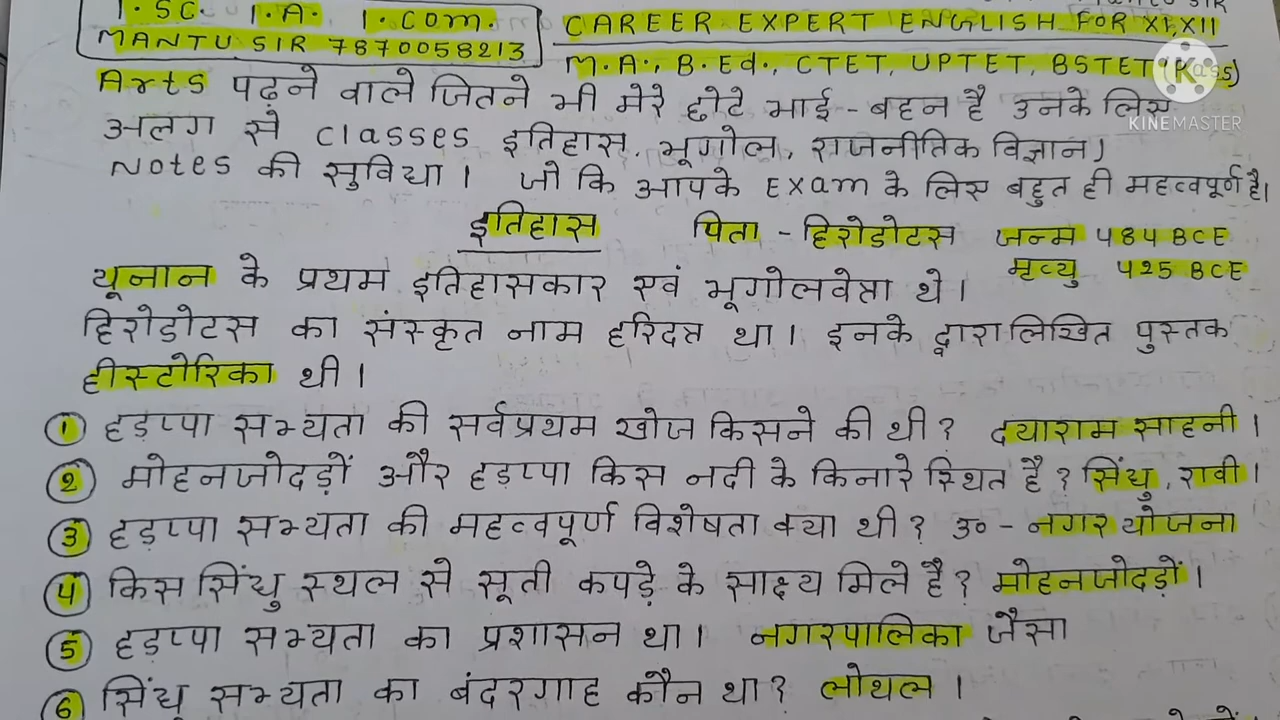 I.SC. I.A. I.COM.
MANTU SIR 7870058213
CAREER EXPERT ENGLISH FOR XI,XII
M.A., B.Ed., CTET, UPTET, BSTET
KINEMASTER
Arts पढ़ने वाले जितने भी मेरे छोटे भाई - बहन है उनके लिए
अलग से classes इतिहास, भूगोल, राजनीतिक विज्ञान)
Notes की सुविधा। जो कि आपके Exam के लिए बहुत ही महत्वपूर्ण है।
इतिहास पिता - हिरोडोटस जन्म 484 BCE
मृत्यु 425 BCE
यूनान के प्रथम इतिहासकार एवं भूगोलवेत्ता थे।
हिरोडोटस का संस्कृत नाम हरिदत्त था। इनके द्वारा लिखित पुस्तक
हीस्टोरिका थी।
1 हड़प्पा सभ्यता की सर्वप्रथम खोज किसने की थी? दयाराम साहनी।
2 मोहनजोदड़ों और हड़प्पा किस नदी के किनारे स्थित है? सिंधु, रावी।
3 हड़प्पा सभ्यता की महत्वपूर्ण विशेषता क्या थी? उ० - नगर योजना
4 किस सिंधु स्थल से सूती कपड़े के साक्ष्य मिले है? मोहनजोदड़ों।
5 हड़प्पा सभ्यता का प्रशासन था। नगरपालिका जैसा
6 सिंधु सभ्यता का बंदरगाह कौन था? लोथल।